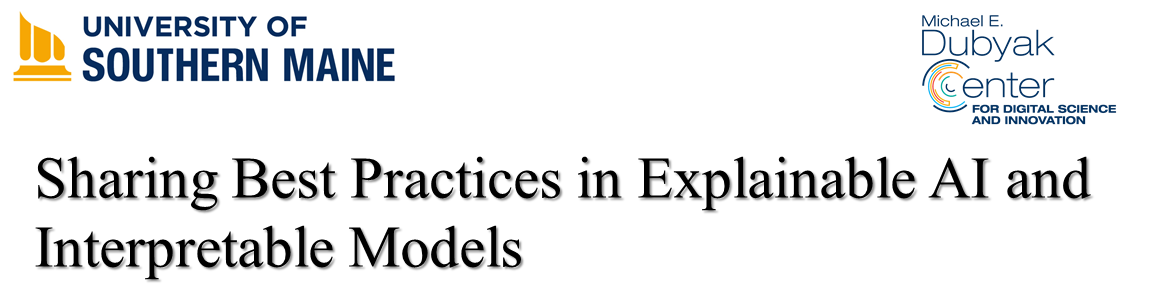 UNIVERSITY OF
SOUTHERN MAINE
Michael E.
Dubyak
Center
FOR DIGITAL SCIENCE
AND INNOVATION
Sharing Best Practices in Explainable AI and
Interpretable Models